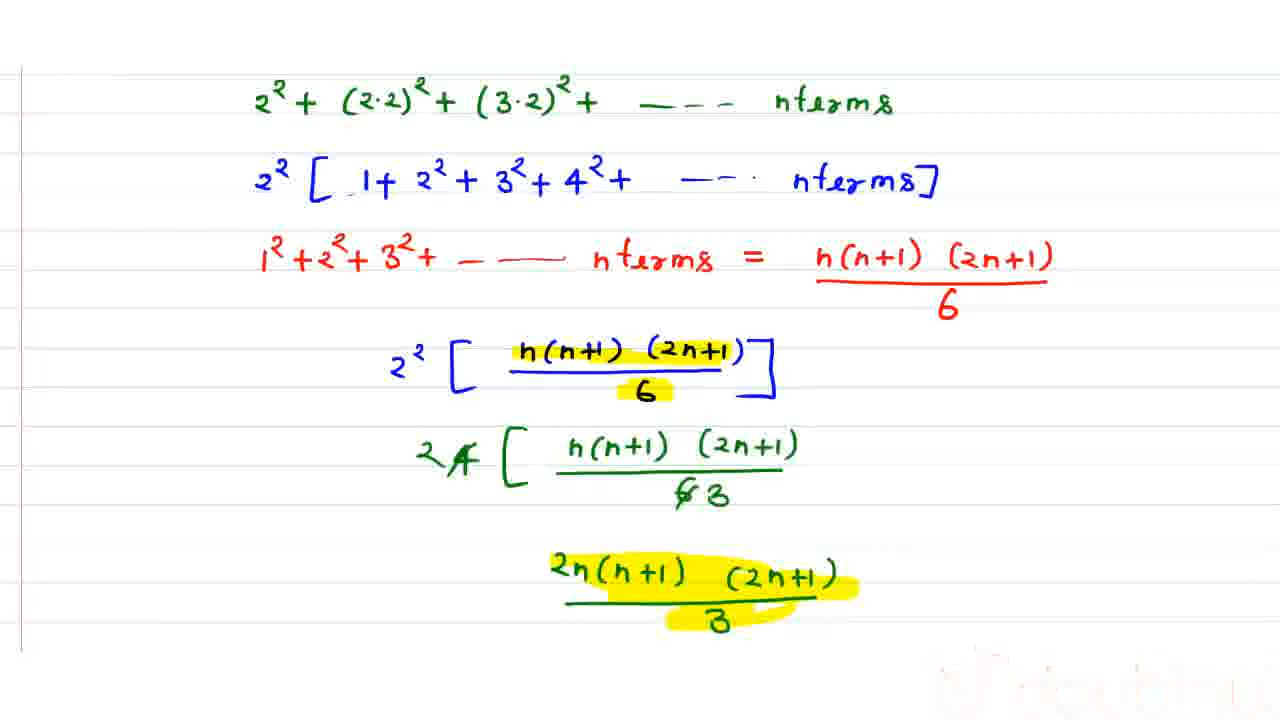 2² + (2·2)² + (3·2)² + ---- n terms
2² [ 1 + 2² + 3² + 4² + ---- n terms ]
1² + 2² + 3² + ---- n terms = n(n+1) (2n+1) / 6
2² [ n(n+1) (2n+1) / 6 ]
2 4 [ n(n+1) (2n+1) / 6 3
2n(n+1) (2n+1) / 3
doubtnut